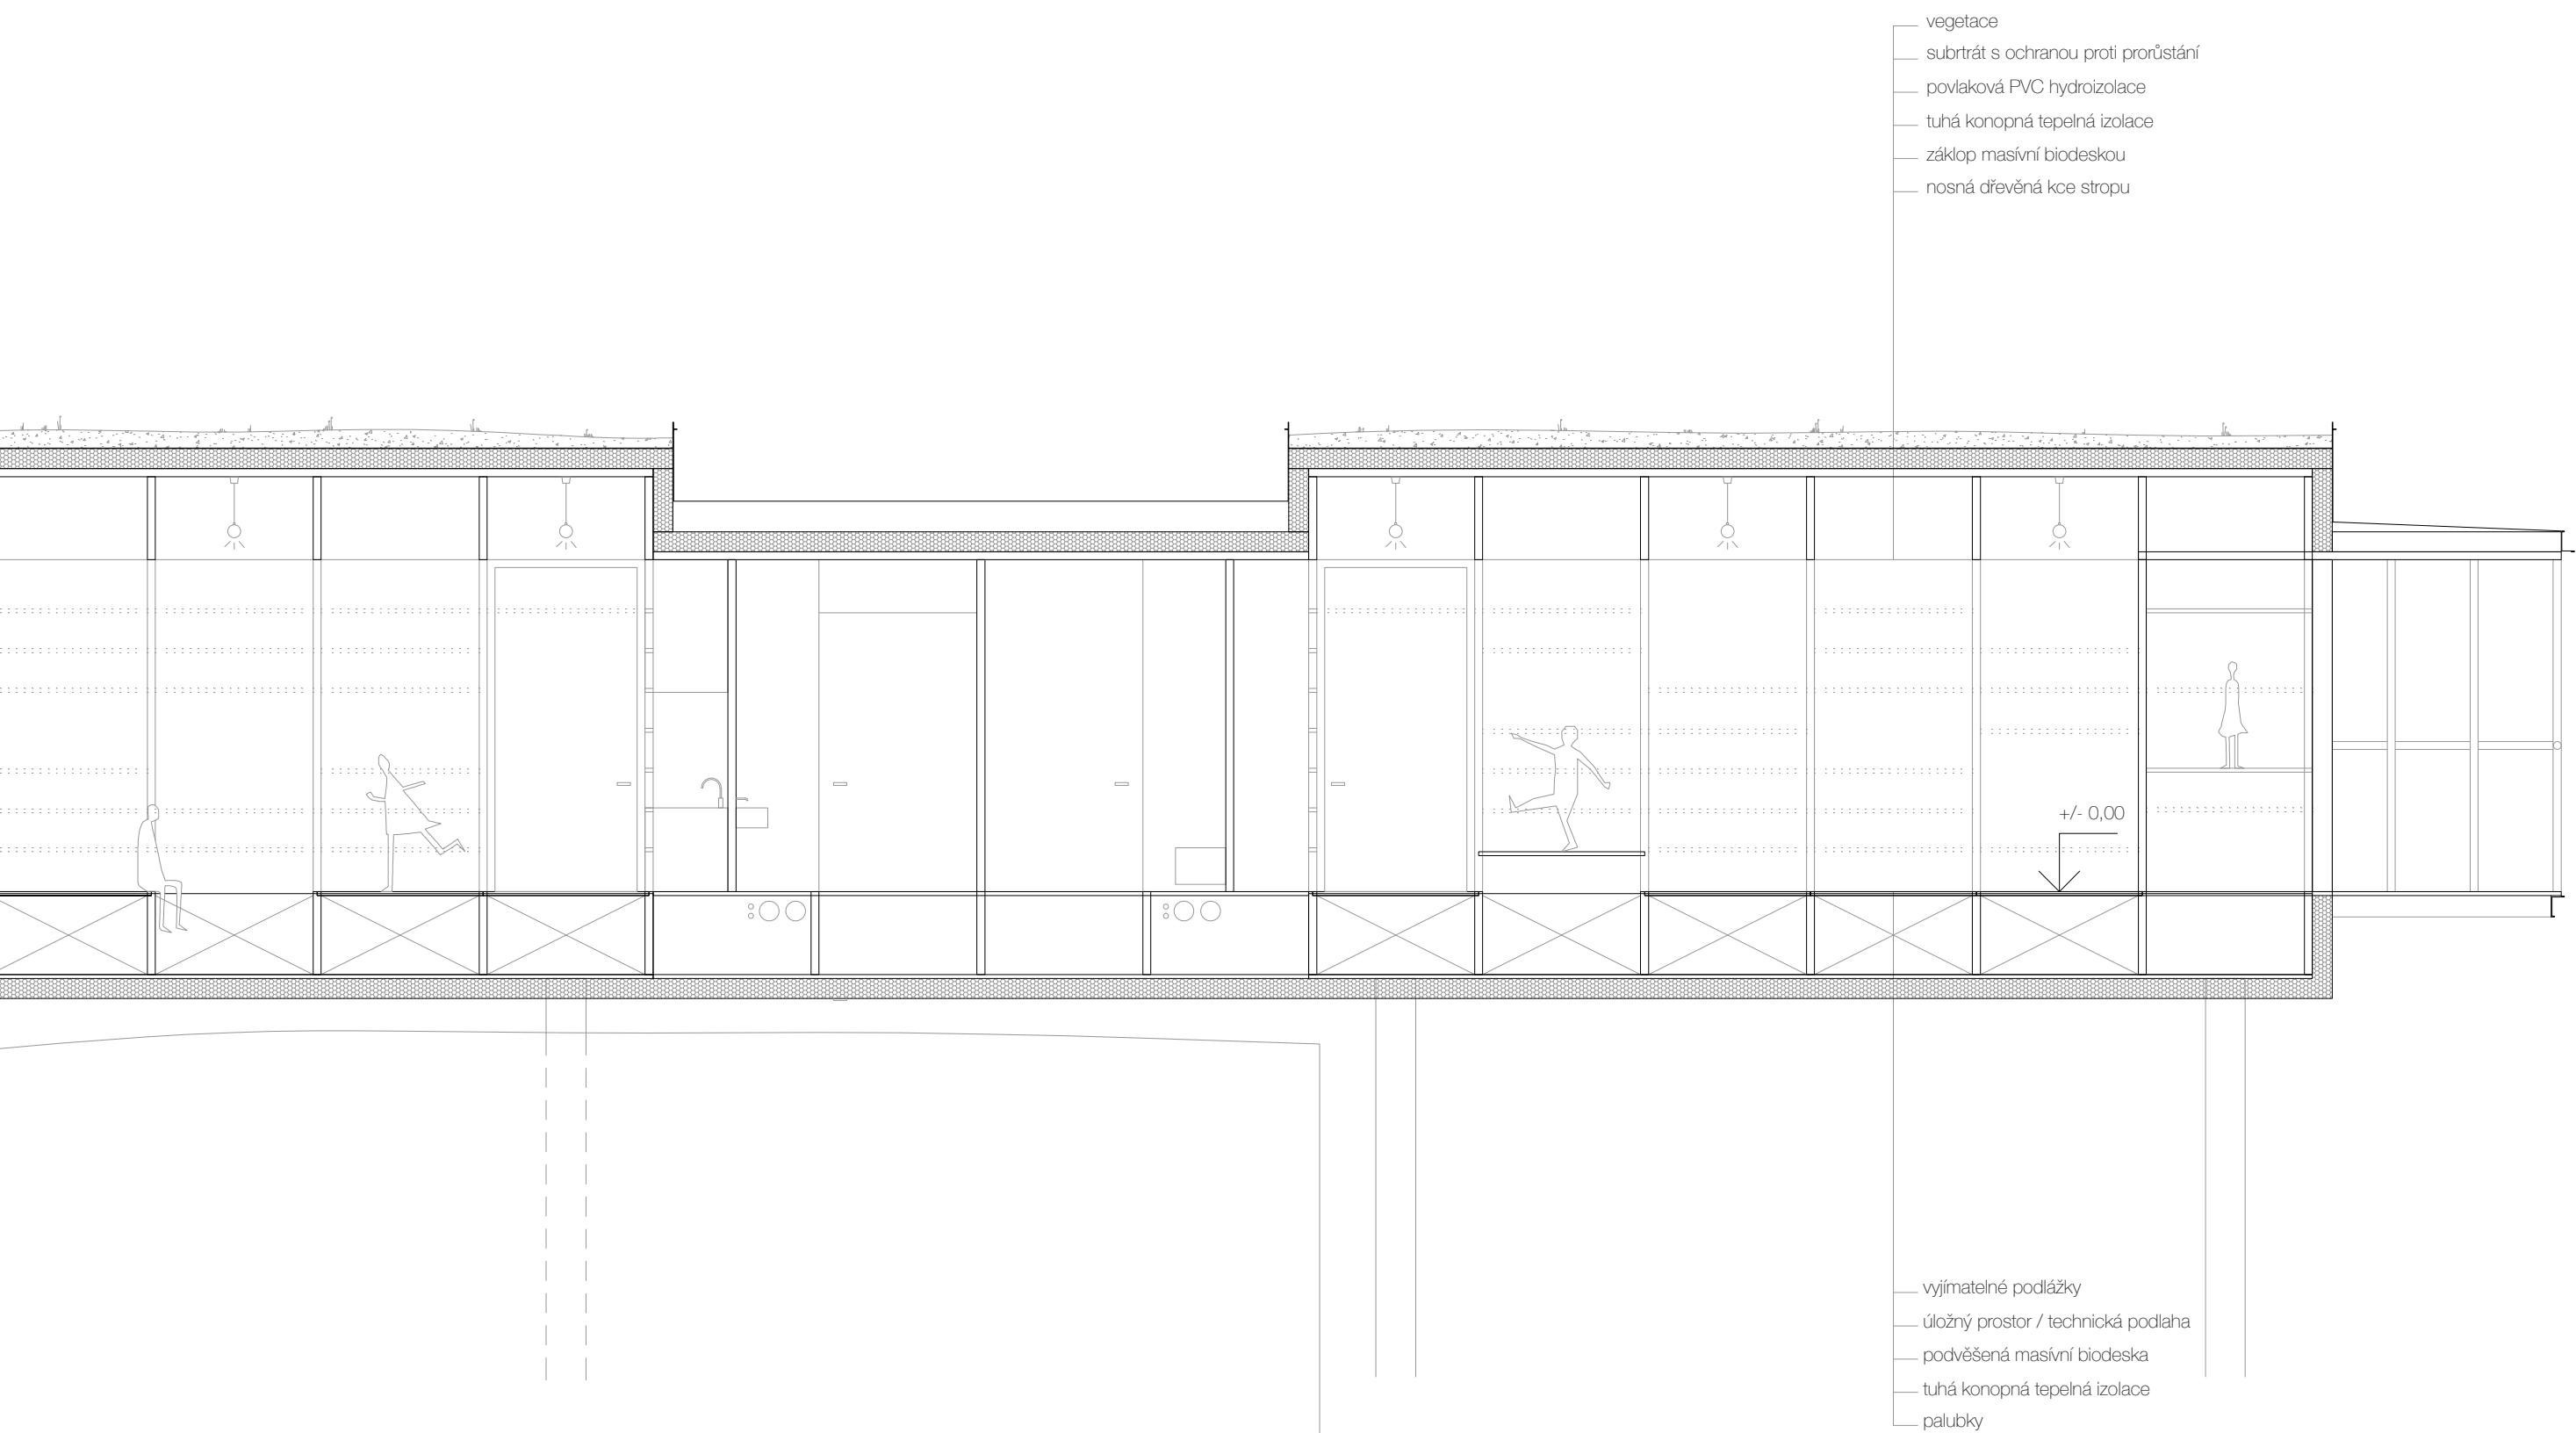 vegetace
subrtrát s ochranou proti prorůstání
povlaková PVC hydroizolace
tuhá konopná tepelná izolace
záklop masívní biodeskou
nosná dřevěná kce stropu
+/- 0,00
vyjímatelné podlážky
úložný prostor / technická podlaha
podvěšená masívní biodeska
tuhá konopná tepelná izolace
palubky